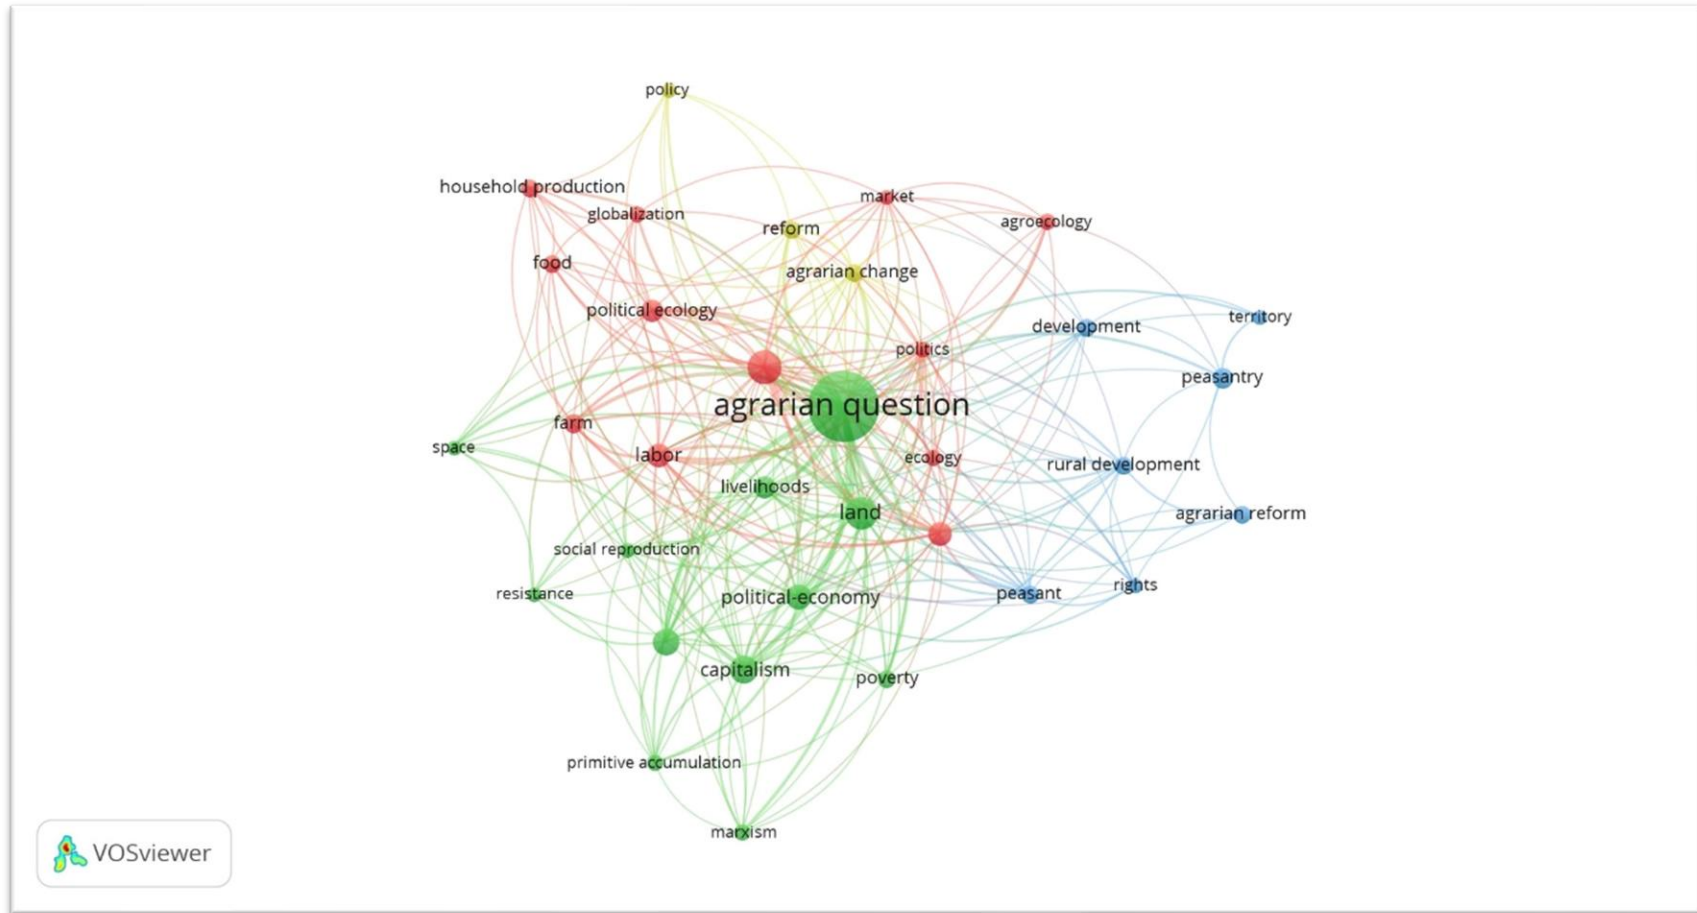 policy
household production
globalization
market
reform
agroecology
food
agrarian change
political ecology
territory
development
politics
peasantry
agrarian question
farm
space
labor
ecology
rural development
livelihoods
land
agrarian reform
social reproduction
rights
resistance
political-economy
peasant
capitalism
poverty
primitive accumulation
marxism
VOSviewer